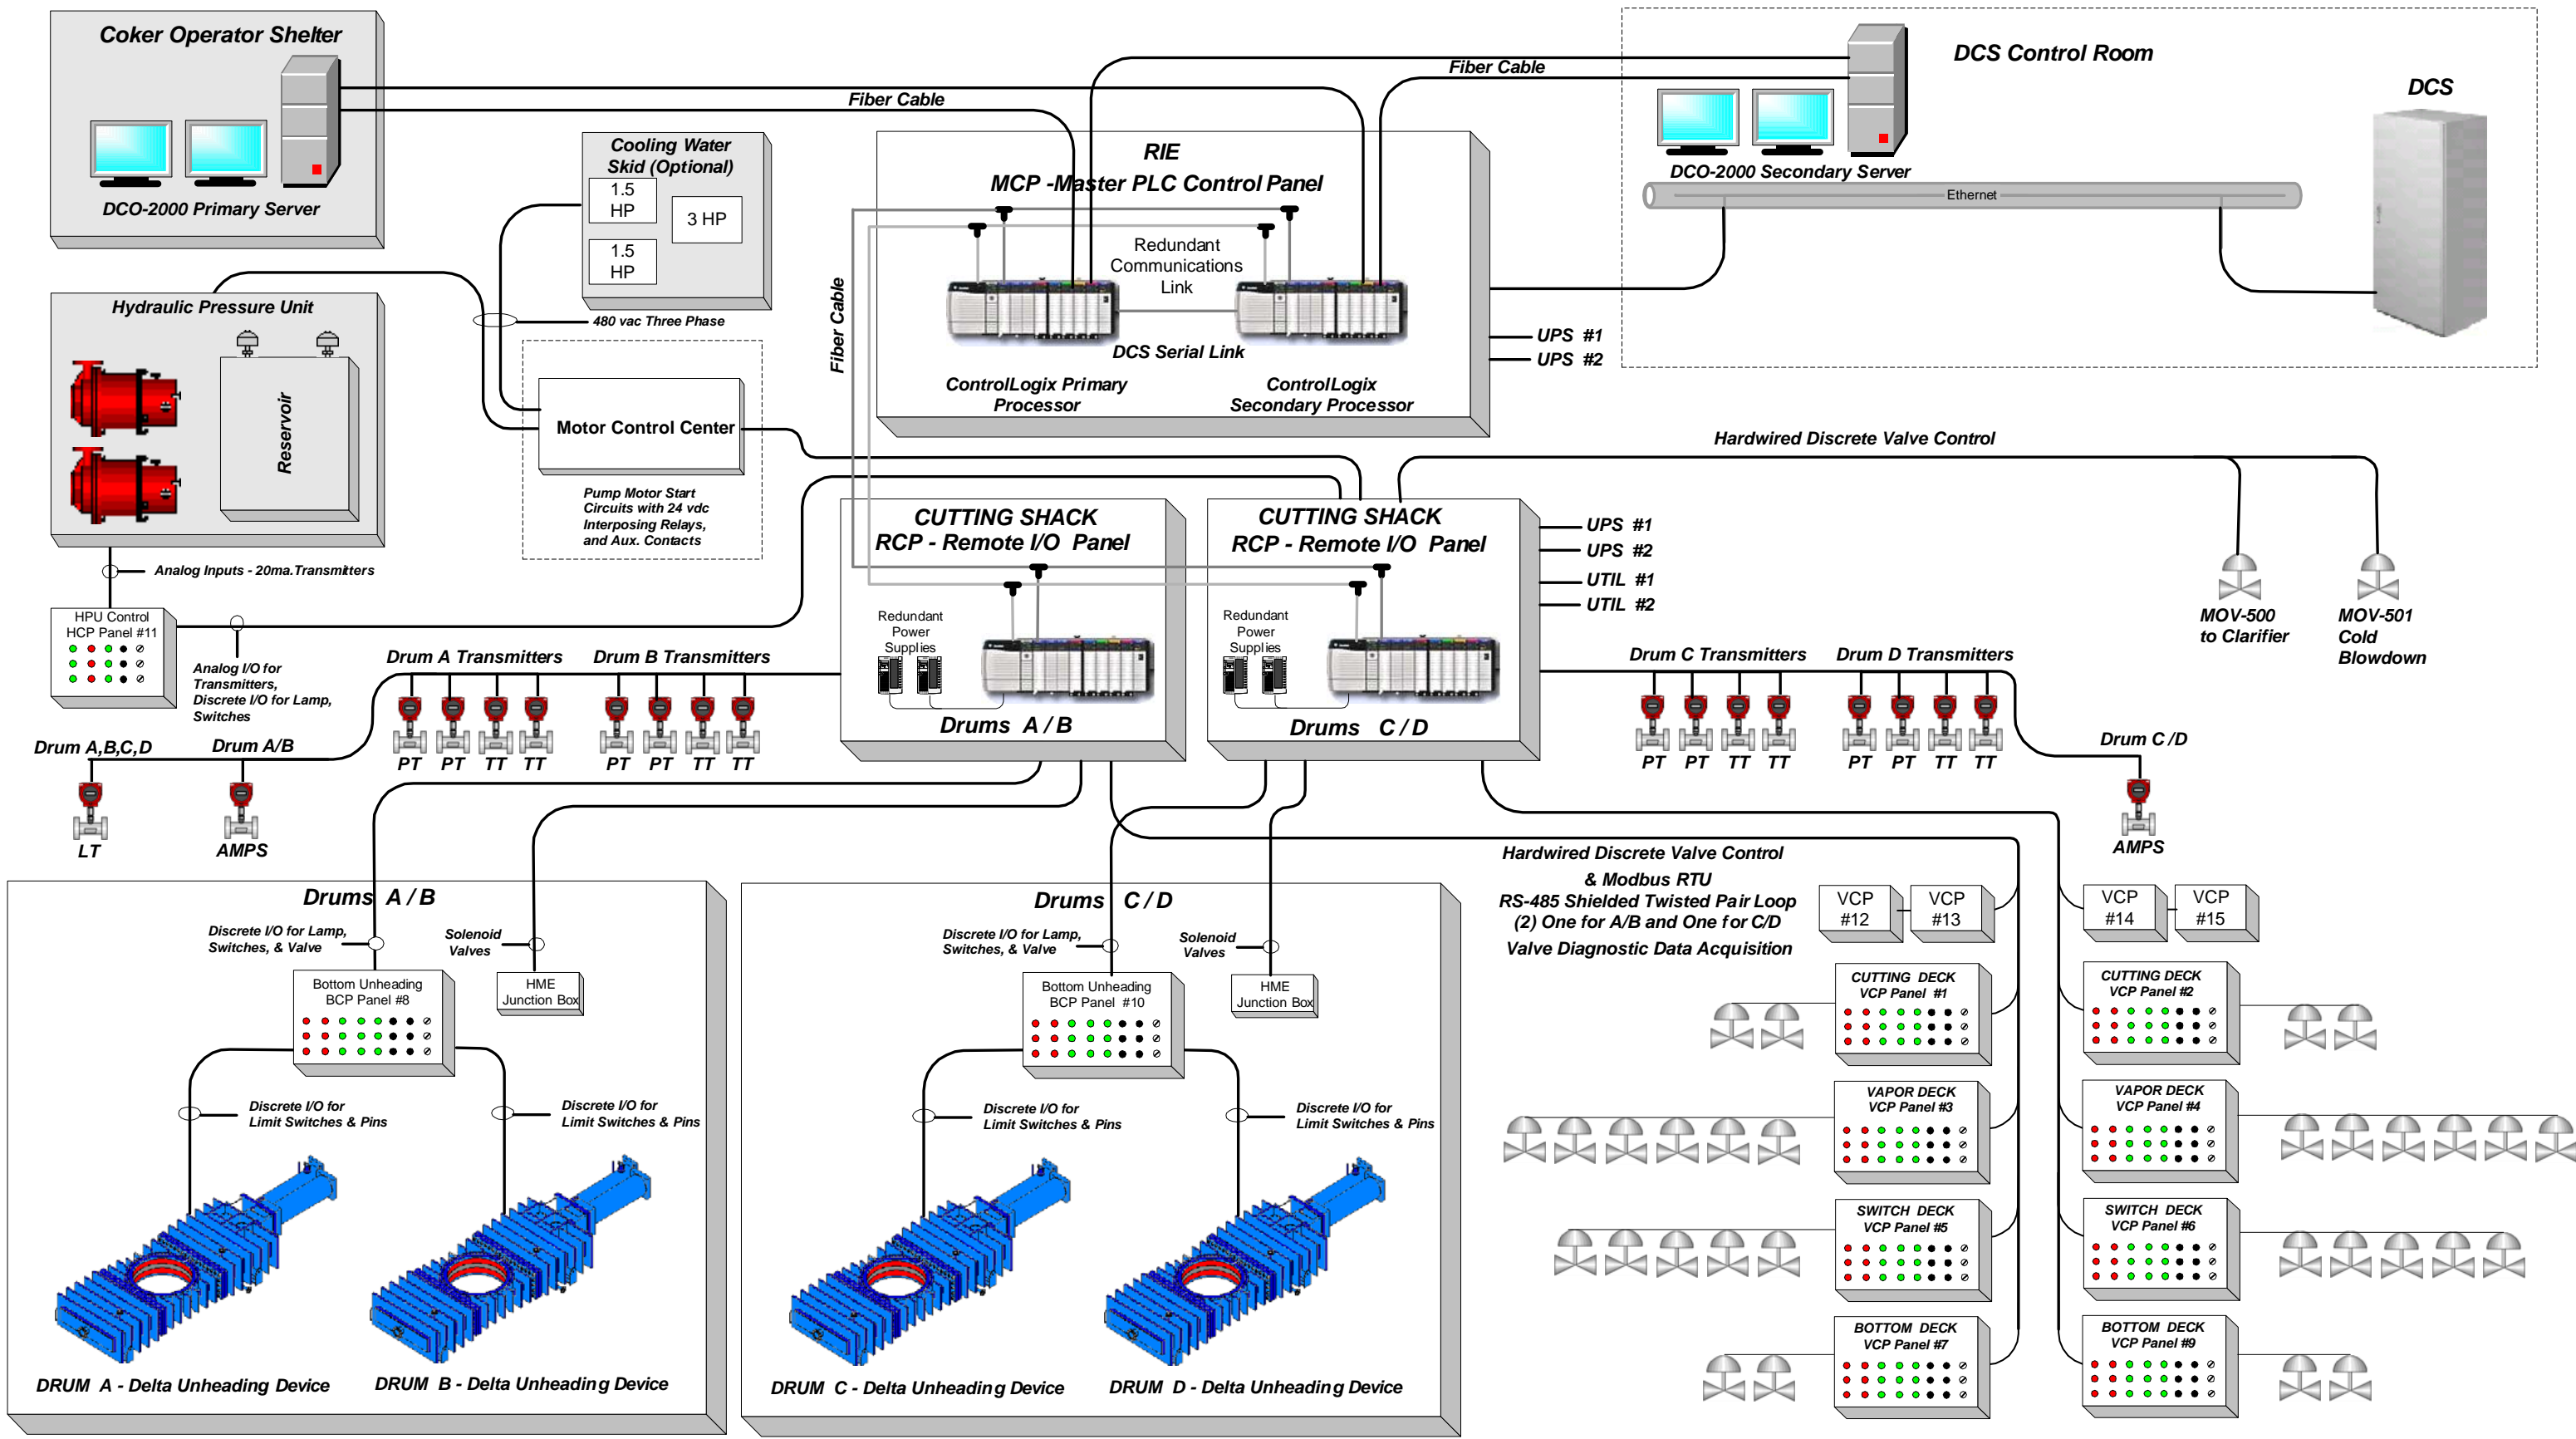 Coker Operator Shelter
DCO-2000 Primary Server
Fiber Cable
Fiber Cable
DCS Control Room
DCS
DCO-2000 Secondary Server
Ethernet
Cooling Water
Skid (Optional)
1.5
HP
3 HP
1.5
HP
480 vac Three Phase
RIE
MCP -Master PLC Control Panel
Redundant
Communications
Link
DCS Serial Link
ControlLogix Primary
Processor
ControlLogix
Secondary Processor
Fiber Cable
UPS #1
UPS #2
Hydraulic Pressure Unit
Reservoir
Motor Control Center
Pump Motor Start
Circuits with 24 vdc
Interposing Relays,
and Aux. Contacts
Analog Inputs - 20ma.Transmitters
HPU Control
HCP Panel #11
Analog I/O for
Transmitters,
Discrete I/O for Lamp,
Switches
CUTTING SHACK
RCP - Remote I/O Panel
Redundant
Power
Supplies
Drums A / B
CUTTING SHACK
RCP - Remote I/O Panel
Redundant
Power
Supplies
Drums C / D
UPS #1
UPS #2
UTIL #1
UTIL #2
Hardwired Discrete Valve Control
MOV-500
to Clarifier
MOV-501
Cold
Blowdown
Drum A Transmitters
Drum B Transmitters
PT PT TT TT
PT PT TT TT
Drum A,B,C,D
Drum A/B
LT
AMPS
Drum C Transmitters
Drum D Transmitters
PT PT TT TT
PT PT TT TT
Drum C /D
AMPS
Drums A / B
Discrete I/O for Lamp,
Switches, & Valve
Solenoid
Valves
Bottom Unheading
BCP Panel #8
HME
Junction Box
Discrete I/O for
Limit Switches & Pins
Discrete I/O for
Limit Switches & Pins
DRUM A - Delta Unheading Device
DRUM B - Delta Unheading Device
Drums C / D
Discrete I/O for Lamp,
Switches, & Valve
Solenoid
Valves
Bottom Unheading
BCP Panel #10
HME
Junction Box
Discrete I/O for
Limit Switches & Pins
Discrete I/O for
Limit Switches & Pins
DRUM C - Delta Unheading Device
DRUM D - Delta Unheading Device
Hardwired Discrete Valve Control
& Modbus RTU
RS-485 Shielded Twisted Pair Loop
(2) One for A/B and One for C/D
Valve Diagnostic Data Acquisition
VCP
#12
VCP
#13
VCP
#14
VCP
#15
CUTTING DECK
VCP Panel #1
CUTTING DECK
VCP Panel #2
VAPOR DECK
VCP Panel #3
VAPOR DECK
VCP Panel #4
SWITCH DECK
VCP Panel #5
SWITCH DECK
VCP Panel #6
BOTTOM DECK
VCP Panel #7
BOTTOM DECK
VCP Panel #9